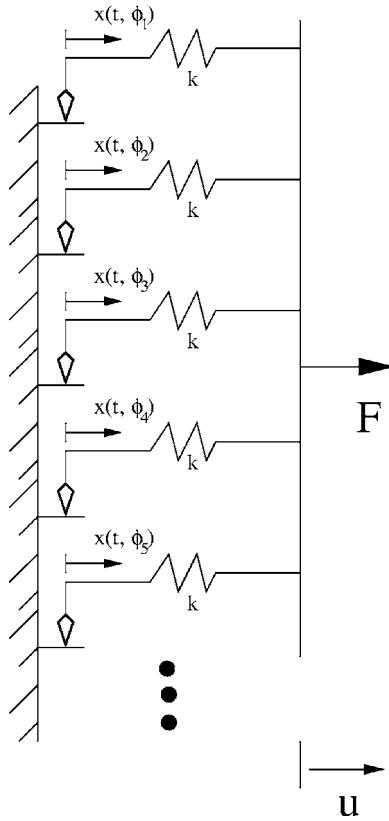 x(t, ϕ₁)
k
x(t, ϕ₂)
k
x(t, ϕ₃)
k
F
x(t, ϕ₄)
k
x(t, ϕ₅)
k
u